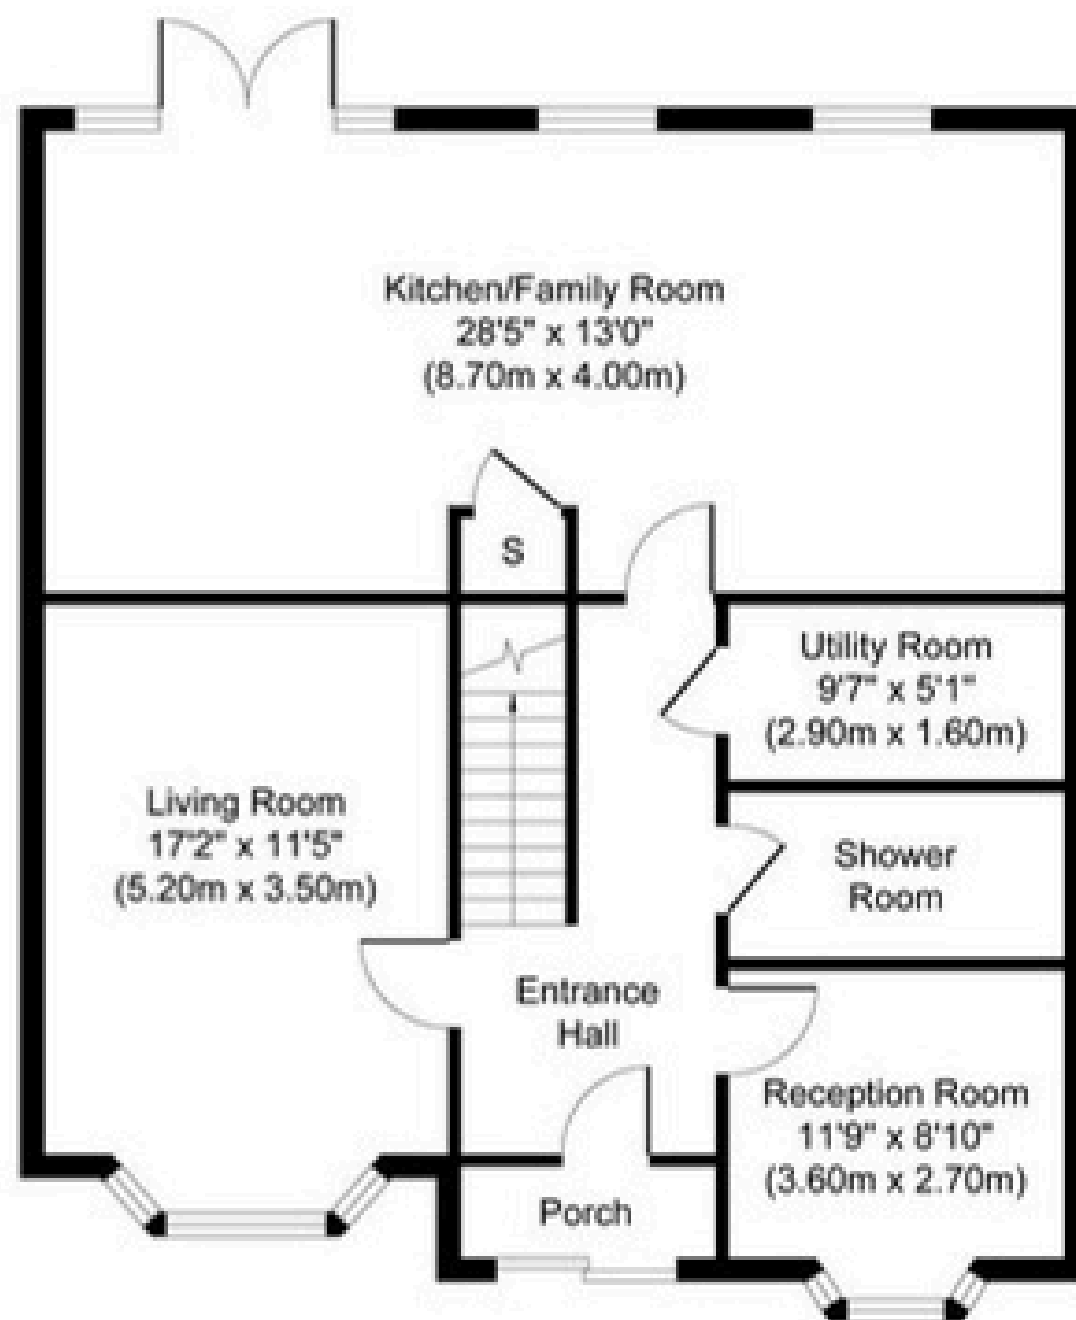 Kitchen/Family Room
28'5" x 13'0"
(8.70m x 4.00m)
S
Utility Room
9'7" x 5'1"
(2.90m x 1.60m)
Living Room
17'2" x 11'5"
(5.20m x 3.50m)
Shower
Room
Entrance
Hall
Reception Room
11'9" x 8'10"
(3.60m x 2.70m)
Porch